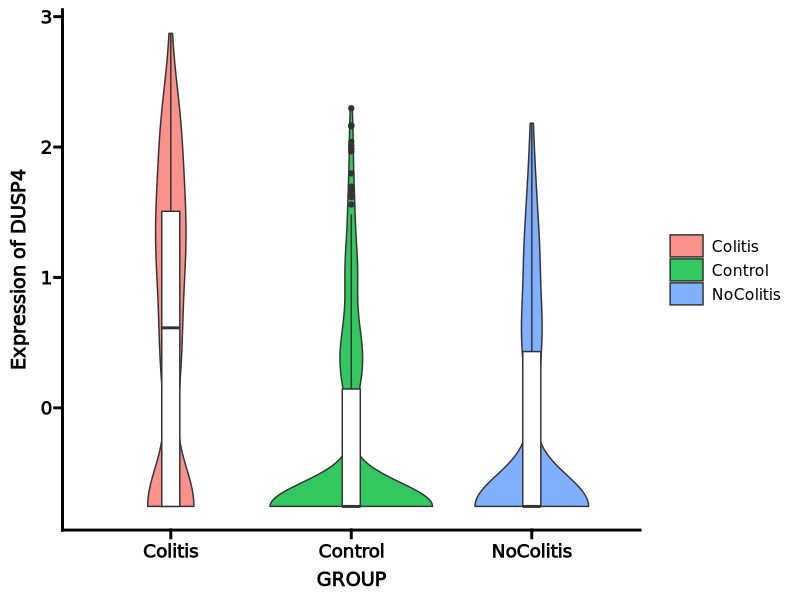 3
2
1
0
Expression of DUSP4
Colitis
Control
NoColitis
GROUP
Colitis
Control
NoColitis